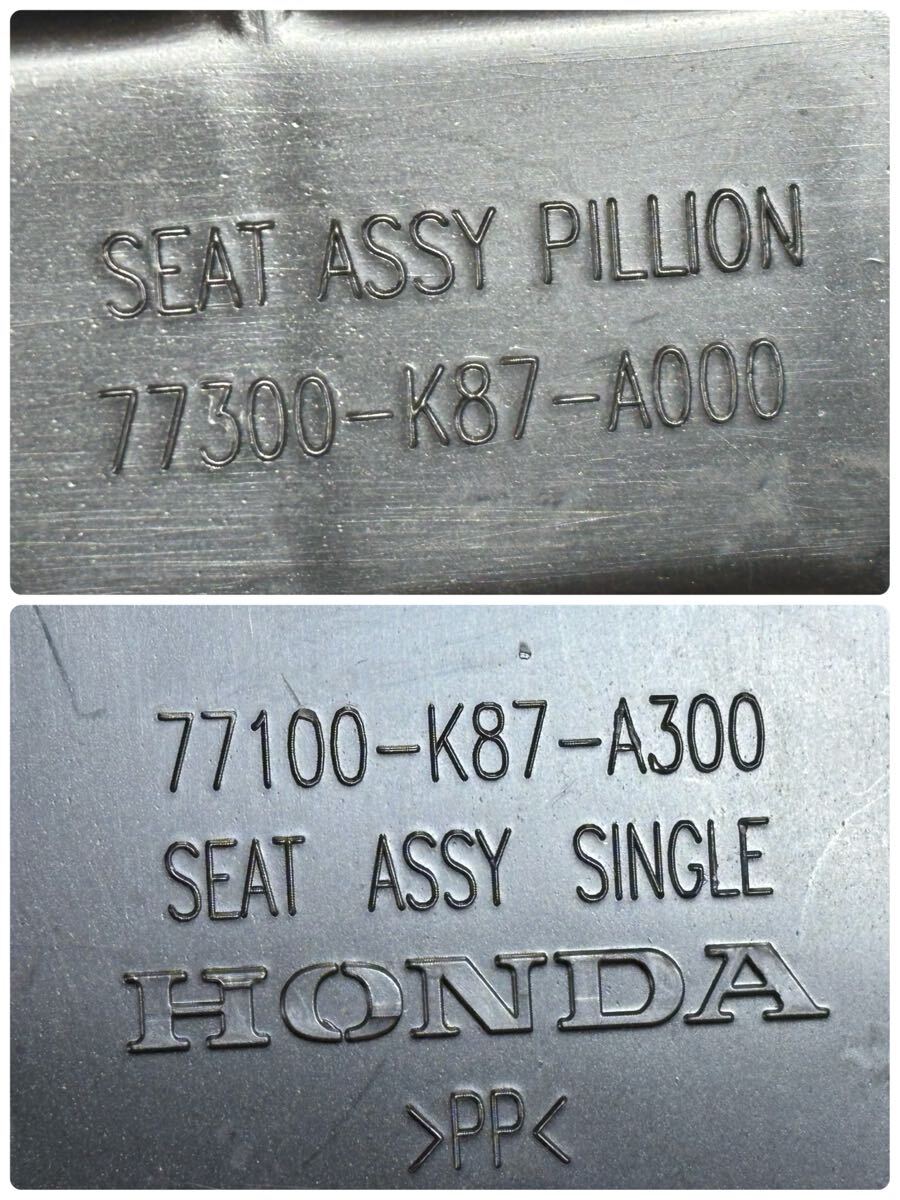 SEAT ASSY PILLION
77300-K87-A000
77100-K87-A300
SEAT ASSY SINGLE
HONDA
>PP<